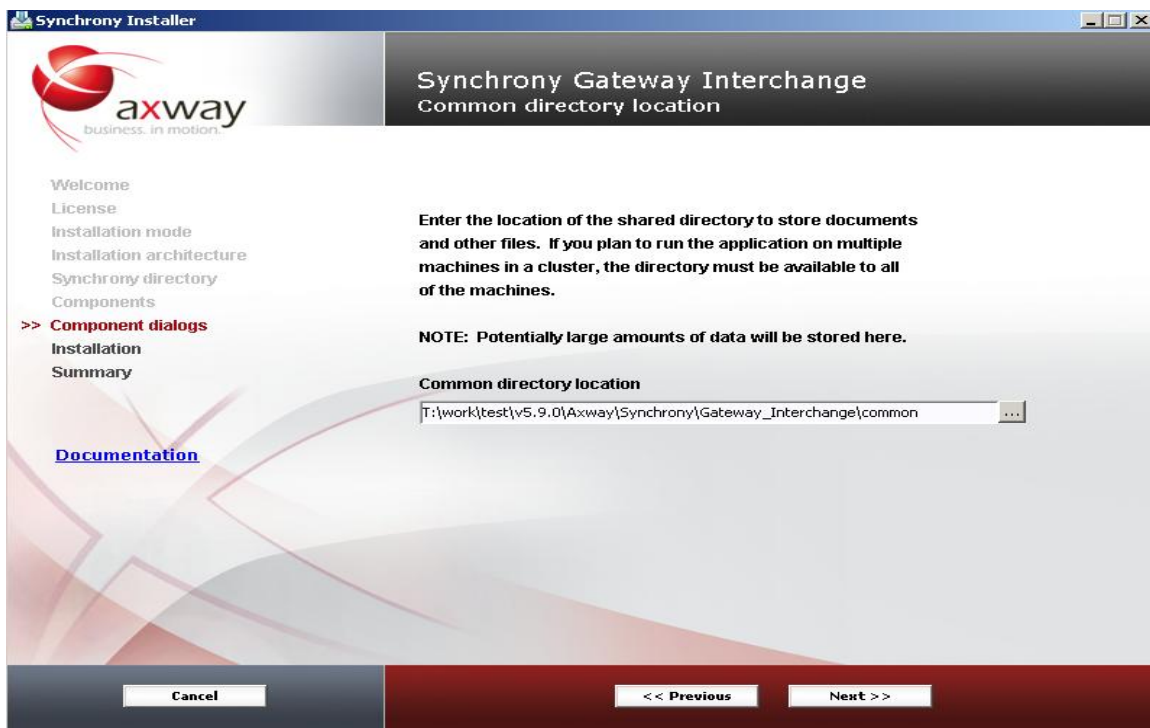 Synchrony Installer
axway
business. in motion.
Synchrony Gateway Interchange
Common directory location
Welcome
License
Installation mode
Installation architecture
Synchrony directory
Components
>> Component dialogs
Installation
Summary
Documentation
Enter the location of the shared directory to store documents
and other files. If you plan to run the application on multiple
machines in a cluster, the directory must be available to all
of the machines.
NOTE: Potentially large amounts of data will be stored here.
Common directory location
T:\work\test\v5.9.0\Axway\Synchrony\Gateway_Interchange\common
...
Cancel
<< Previous
Next >>